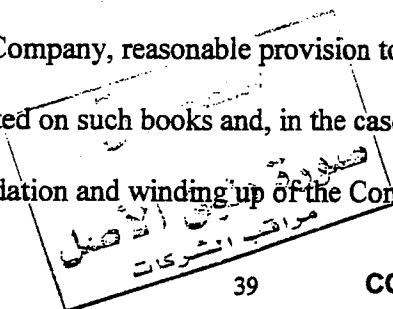 Company, reasonable provision to
ted on such books and, in the case
dation and winding up of the Con
صورة طبق الأصل
مراقب الشركات
39 CO